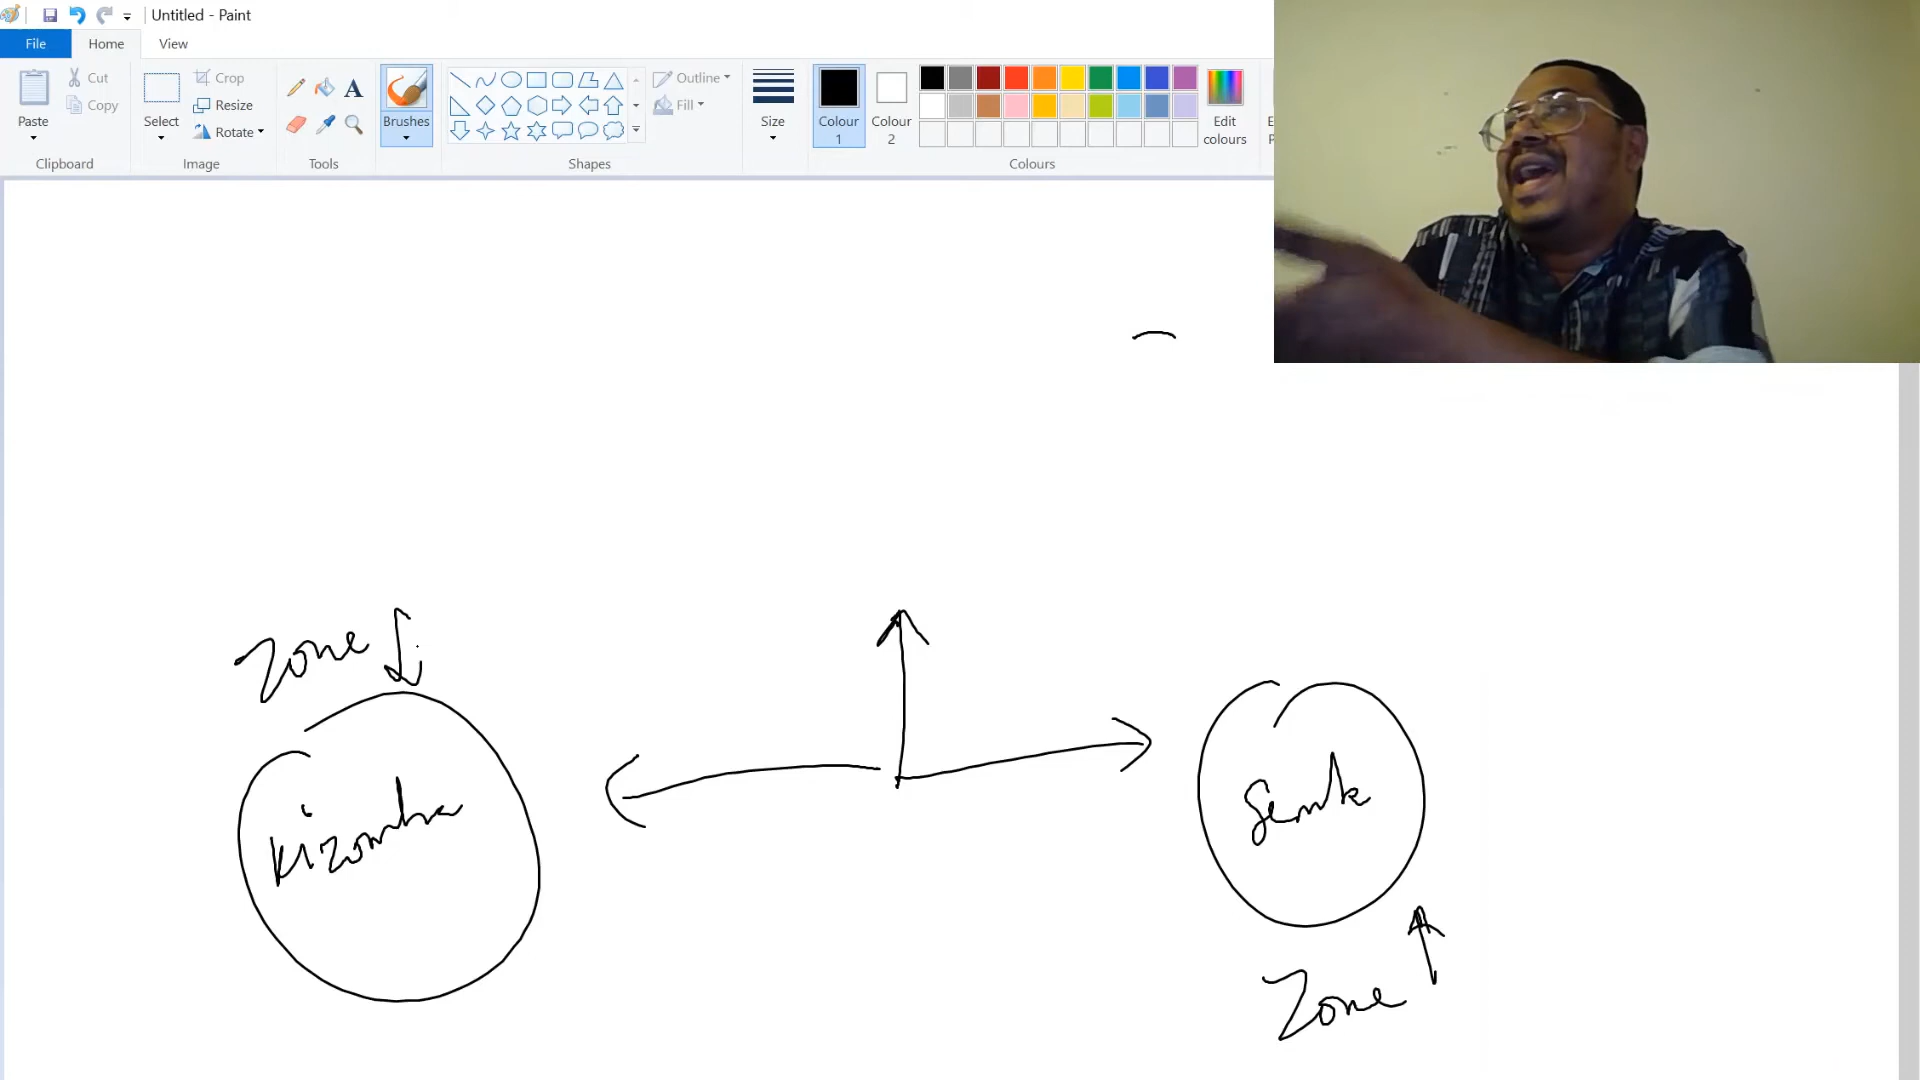 Untitled - Paint
File Home View
Paste
Cut
Copy
Clipboard
Select
Crop
Resize
Rotate
Image
Tools
Brushes
Shapes
Outline
Fill
Size
Colour 1
Colour 2
Edit colours
Colours
Zone
Kizomba
Semba
Zone